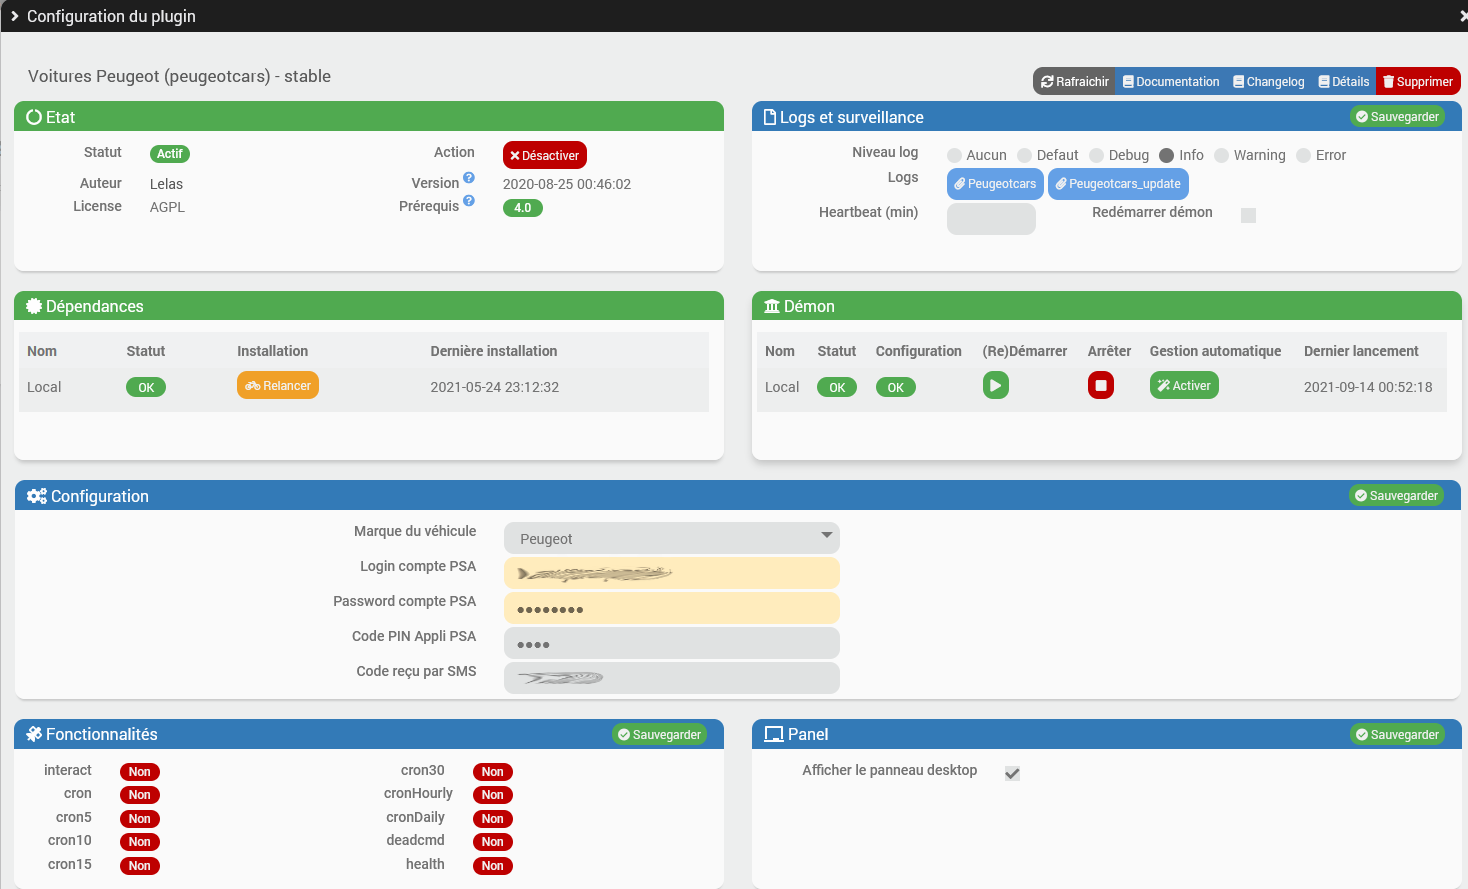 Configuration du plugin
Voitures Peugeot (peugeotcars) - stable
Rafraichir Documentation Changelog Détails Supprimer
Etat
Statut Actif Action Désactiver
Auteur Lelas Version 2020-08-25 00:46:02
License AGPL Prérequis 4.0
Logs et surveillance Sauvegarder
Niveau log Aucun Defaut Debug Info Warning Error
Logs Peugeotcars Peugeotcars_update
Heartbeat (min) Redémarrer démon
Dépendances
Nom Statut Installation Dernière installation
Local OK Relancer 2021-05-24 23:12:32
Démon
Nom Statut Configuration (Re)Démarrer Arrêter Gestion automatique Dernier lancement
Local OK OK Activer 2021-09-14 00:52:18
Configuration Sauvegarder
Marque du véhicule Peugeot
Login compte PSA
Password compte PSA ••••••••
Code PIN Appli PSA ••••
Code reçu par SMS
Fonctionnalités Sauvegarder
interact Non cron30 Non
cron Non cronHourly Non
cron5 Non cronDaily Non
cron10 Non deadcmd Non
cron15 Non health Non
Panel Sauvegarder
Afficher le panneau desktop